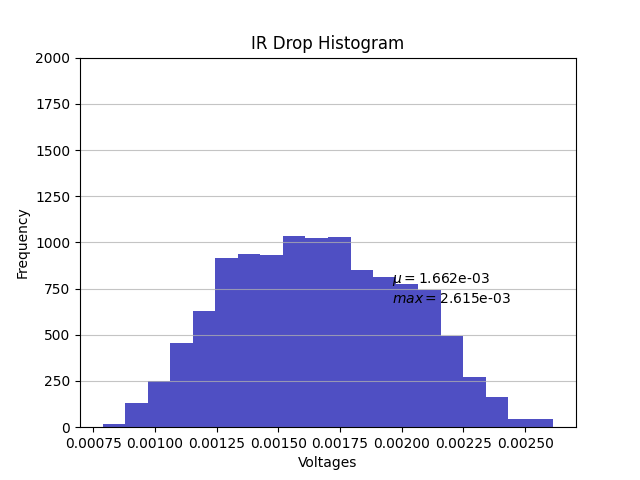 IR Drop Histogram
Frequency
2000
1750
1500
1250
1000
750
500
250
0
μ = 1.662e-03
max = 2.615e-03
0.00075 0.00100 0.00125 0.00150 0.00175 0.00200 0.00225 0.00250
Voltages